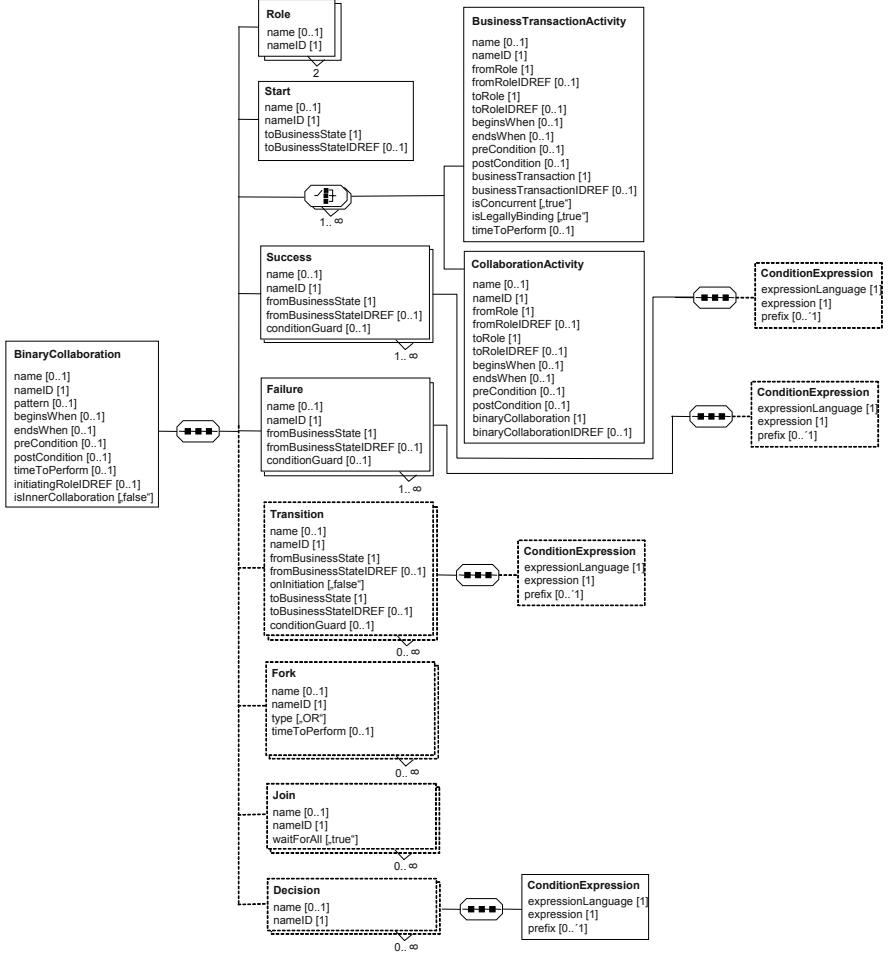 Role
name [0..1]
nameID [1]
2
Start
name [0..1]
nameID [1]
toBusinessState [1]
toBusinessStateIDREF [0..1]
1.. ∞
BusinessTransactionActivity
name [0..1]
nameID [1]
fromRole [1]
fromRoleIDREF [0..1]
toRole [1]
toRoleIDREF [0..1]
beginsWhen [0..1]
endsWhen [0..1]
preCondition [0..1]
postCondition [0..1]
businessTransaction [1]
businessTransactionIDREF [0..1]
isConcurrent [„true“]
isLegallyBinding [„true“]
timeToPerform [0..1]
Success
name [0..1]
nameID [1]
fromBusinessState [1]
fromBusinessStateIDREF [0..1]
conditionGuard [0..1]
1.. ∞
CollaborationActivity
name [0..1]
nameID [1]
fromRole [1]
fromRoleIDREF [0..1]
toRole [1]
toRoleIDREF [0..1]
beginsWhen [0..1]
endsWhen [0..1]
preCondition [0..1]
postCondition [0..1]
binaryCollaboration [1]
binaryCollaborationIDREF [0..1]
ConditionExpression
expressionLanguage [1]
expression [1]
prefix [0..´1]
BinaryCollaboration
name [0..1]
nameID [1]
pattern [0..1]
beginsWhen [0..1]
endsWhen [0..1]
preCondition [0..1]
postCondition [0..1]
timeToPerform [0..1]
initiatingRoleIDREF [0..1]
isInnerCollaboration [„false“]
Failure
name [0..1]
nameID [1]
fromBusinessState [1]
fromBusinessStateIDREF [0..1]
conditionGuard [0..1]
1.. ∞
ConditionExpression
expressionLanguage [1]
expression [1]
prefix [0..´1]
Transition
name [0..1]
nameID [1]
fromBusinessState [1]
fromBusinessStateIDREF [0..1]
onInitiation [„false“]
toBusinessState [1]
toBusinessStateIDREF [0..1]
conditionGuard [0..1]
0.. ∞
ConditionExpression
expressionLanguage [1]
expression [1]
prefix [0..´1]
Fork
name [0..1]
nameID [1]
type [„OR“]
timeToPerform [0..1]
0.. ∞
Join
name [0..1]
nameID [1]
waitForAll [„true“]
0.. ∞
Decision
name [0..1]
nameID [1]
0.. ∞
ConditionExpression
expressionLanguage [1]
expression [1]
prefix [0..´1]